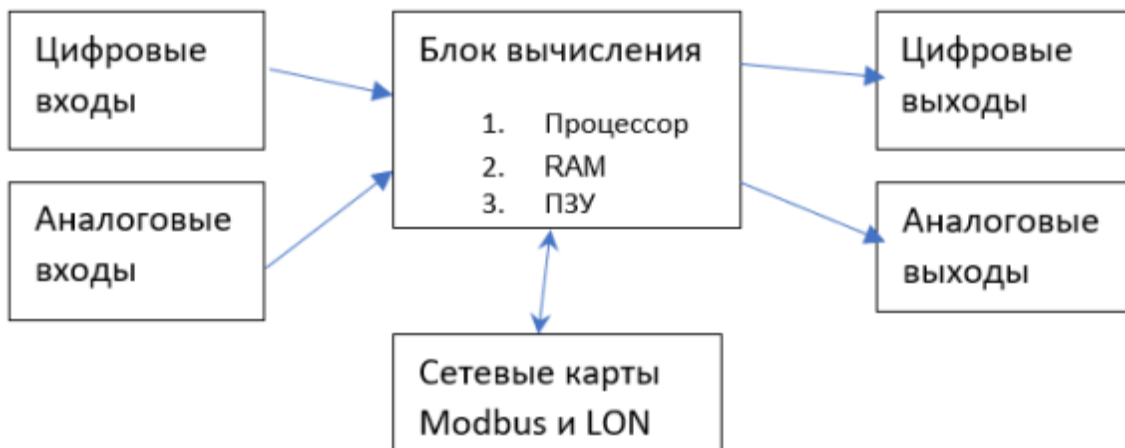 Цифровые
входы
Аналоговые
входы
Блок вычисления
1. Процессор
2. RAM
3. ПЗУ
Сетевые карты
Modbus и LON
Цифровые
выходы
Аналоговые
выходы